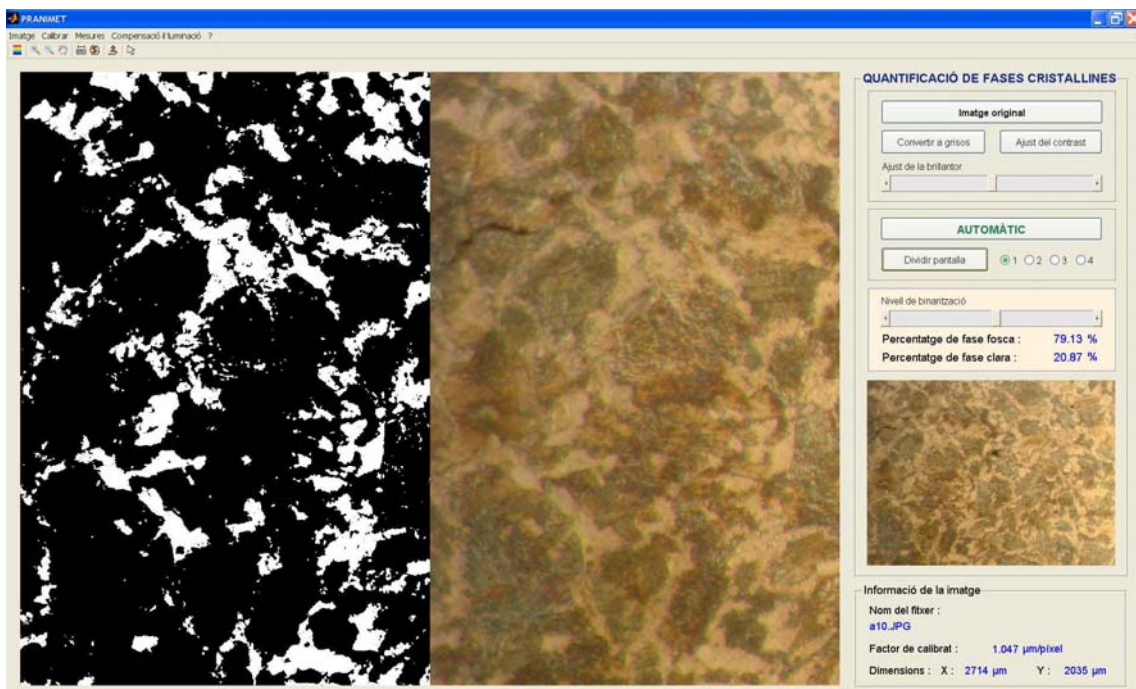 PRANIMET
Imatge Calibrar Mesures Compensació il·luminació ?
QUANTIFICACIÓ DE FASES CRISTALLINES
Imatge original
Convertir a grisos Ajust del contrast
Ajust de la brillantor
AUTOMÀTIC
Dividir pantalla 1 2 3 4
Nivell de binarització
Percentatge de fase fosca : 79.13 %
Percentatge de fase clara : 20.87 %
Informació de la imatge
Nom del fitxer :
a10.JPG
Factor de calibrat : 1.047 µm/píxel
Dimensions : X : 2714 µm Y : 2035 µm